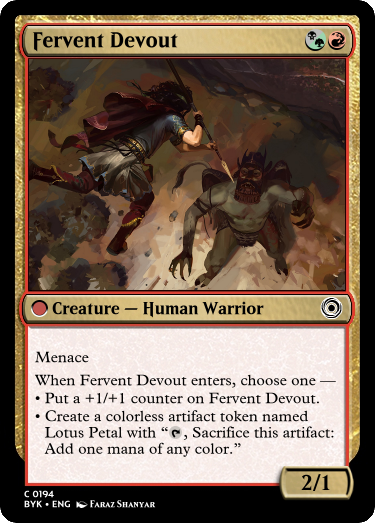 Fervent Devout
Creature — Human Warrior
Menace
When Fervent Devout enters, choose one —
• Put a +1/+1 counter on Fervent Devout.
• Create a colorless artifact token named
Lotus Petal with “, Sacrifice this artifact:
Add one mana of any color.”
2/1
C 0194
BYK • ENG Faraz Shanyar